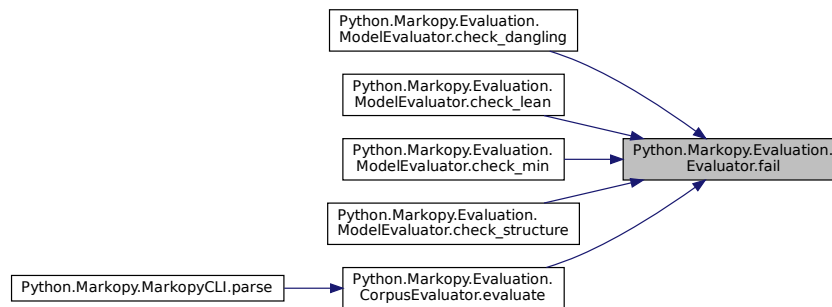 Python.Markopy.Evaluation.
ModelEvaluator.check_dangling
Python.Markopy.Evaluation.
ModelEvaluator.check_lean
Python.Markopy.Evaluation.
ModelEvaluator.check_min
Python.Markopy.Evaluation.
Evaluator.fail
Python.Markopy.Evaluation.
ModelEvaluator.check_structure
Python.Markopy.MarkopyCLI.parse
Python.Markopy.Evaluation.
CorpusEvaluator.evaluate